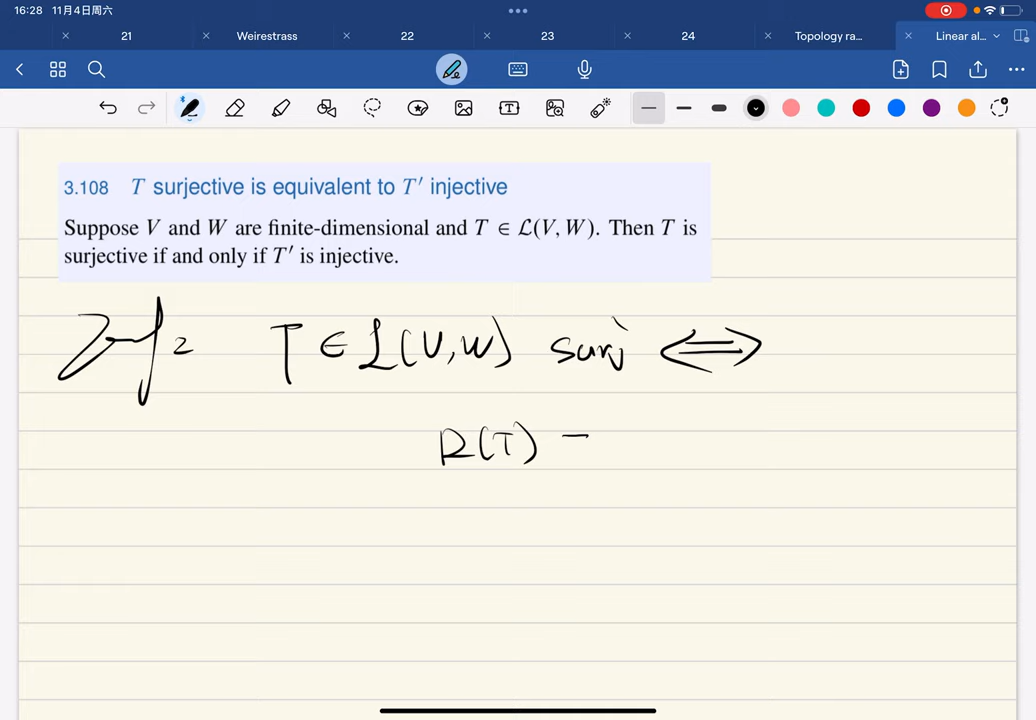 16:28 11月4日周六
21 Weirestrass 22 23 24 Topology ra... Linear al...
3.108 T surjective is equivalent to T′ injective
Suppose V and W are finite-dimensional and T ∈ ℒ(V, W). Then T is
surjective if and only if T′ is injective.
T ∈ ℒ(V, W) surj ⟺
R(T) =